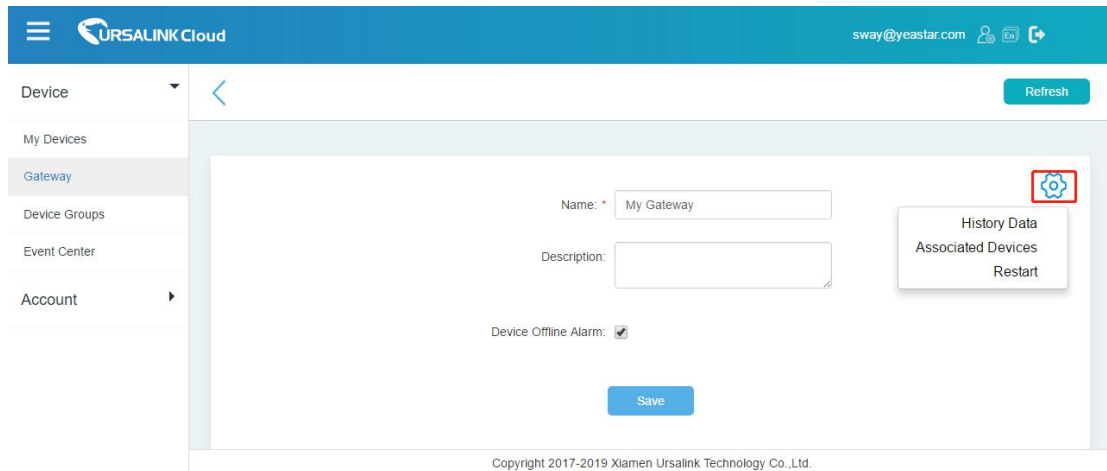 URSALINK Cloud
sway@yeastar.com
En
Device
Refresh
My Devices
Gateway
Device Groups
Event Center
Account
Name: *
My Gateway
History Data
Associated Devices
Restart
Description:
Device Offline Alarm:
Save
Copyright 2017-2019 Xiamen Ursalink Technology Co.,Ltd.